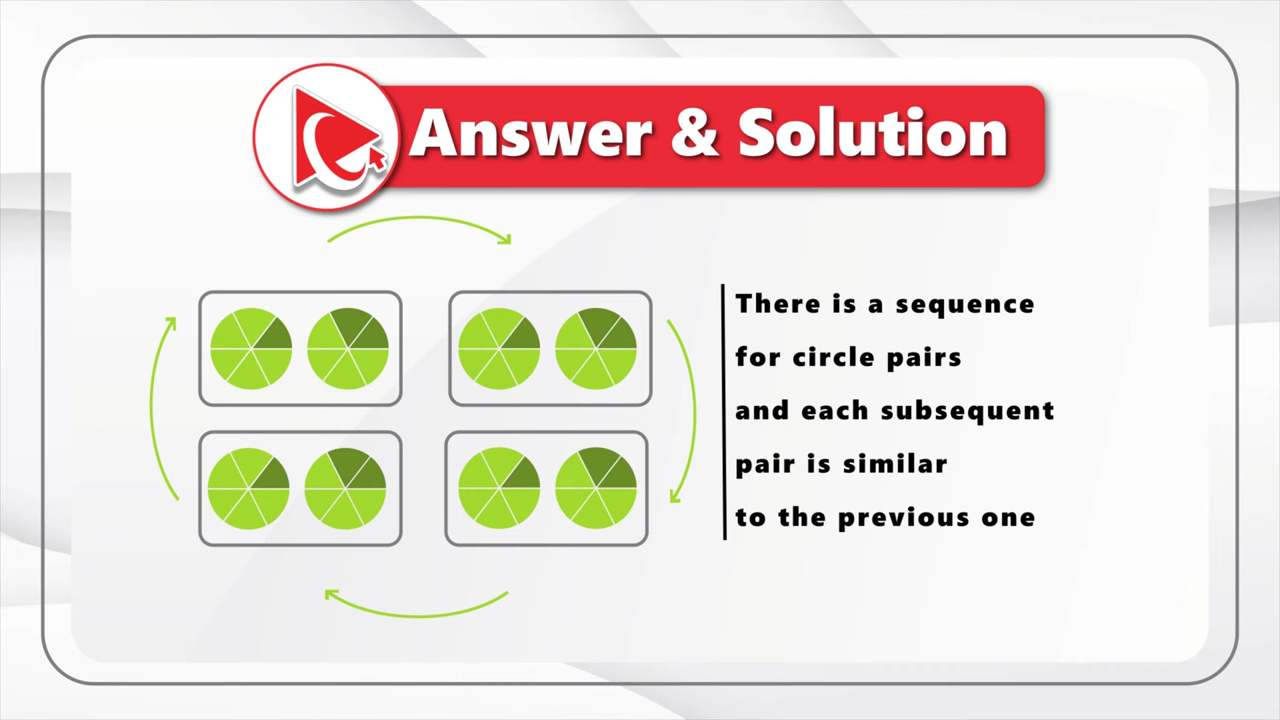 Answer & Solution
There is a sequence
for circle pairs
and each subsequent
pair is similar
to the previous one